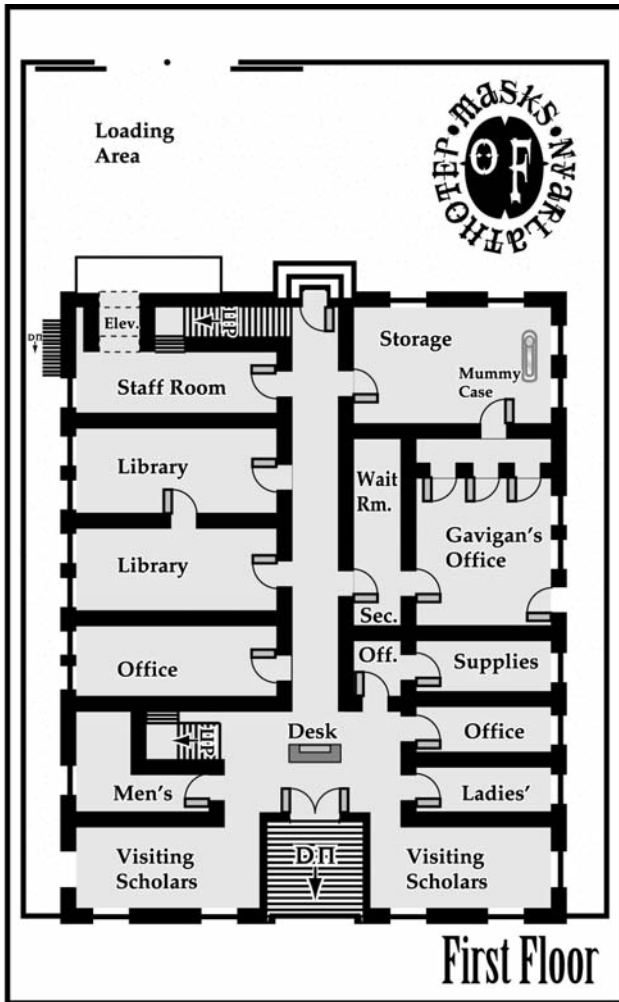 Loading
Area
• MASKS •
OF
NYARLATHOTEP
Elev.
UP
DN
Staff Room
Storage
Mummy
Case
Library
Wait
Rm.
Gavigan's
Office
Library
Sec.
Office
Off.
Supplies
UP
Desk
Office
Men's
Ladies'
Visiting
Scholars
DN
Visiting
Scholars
First Floor